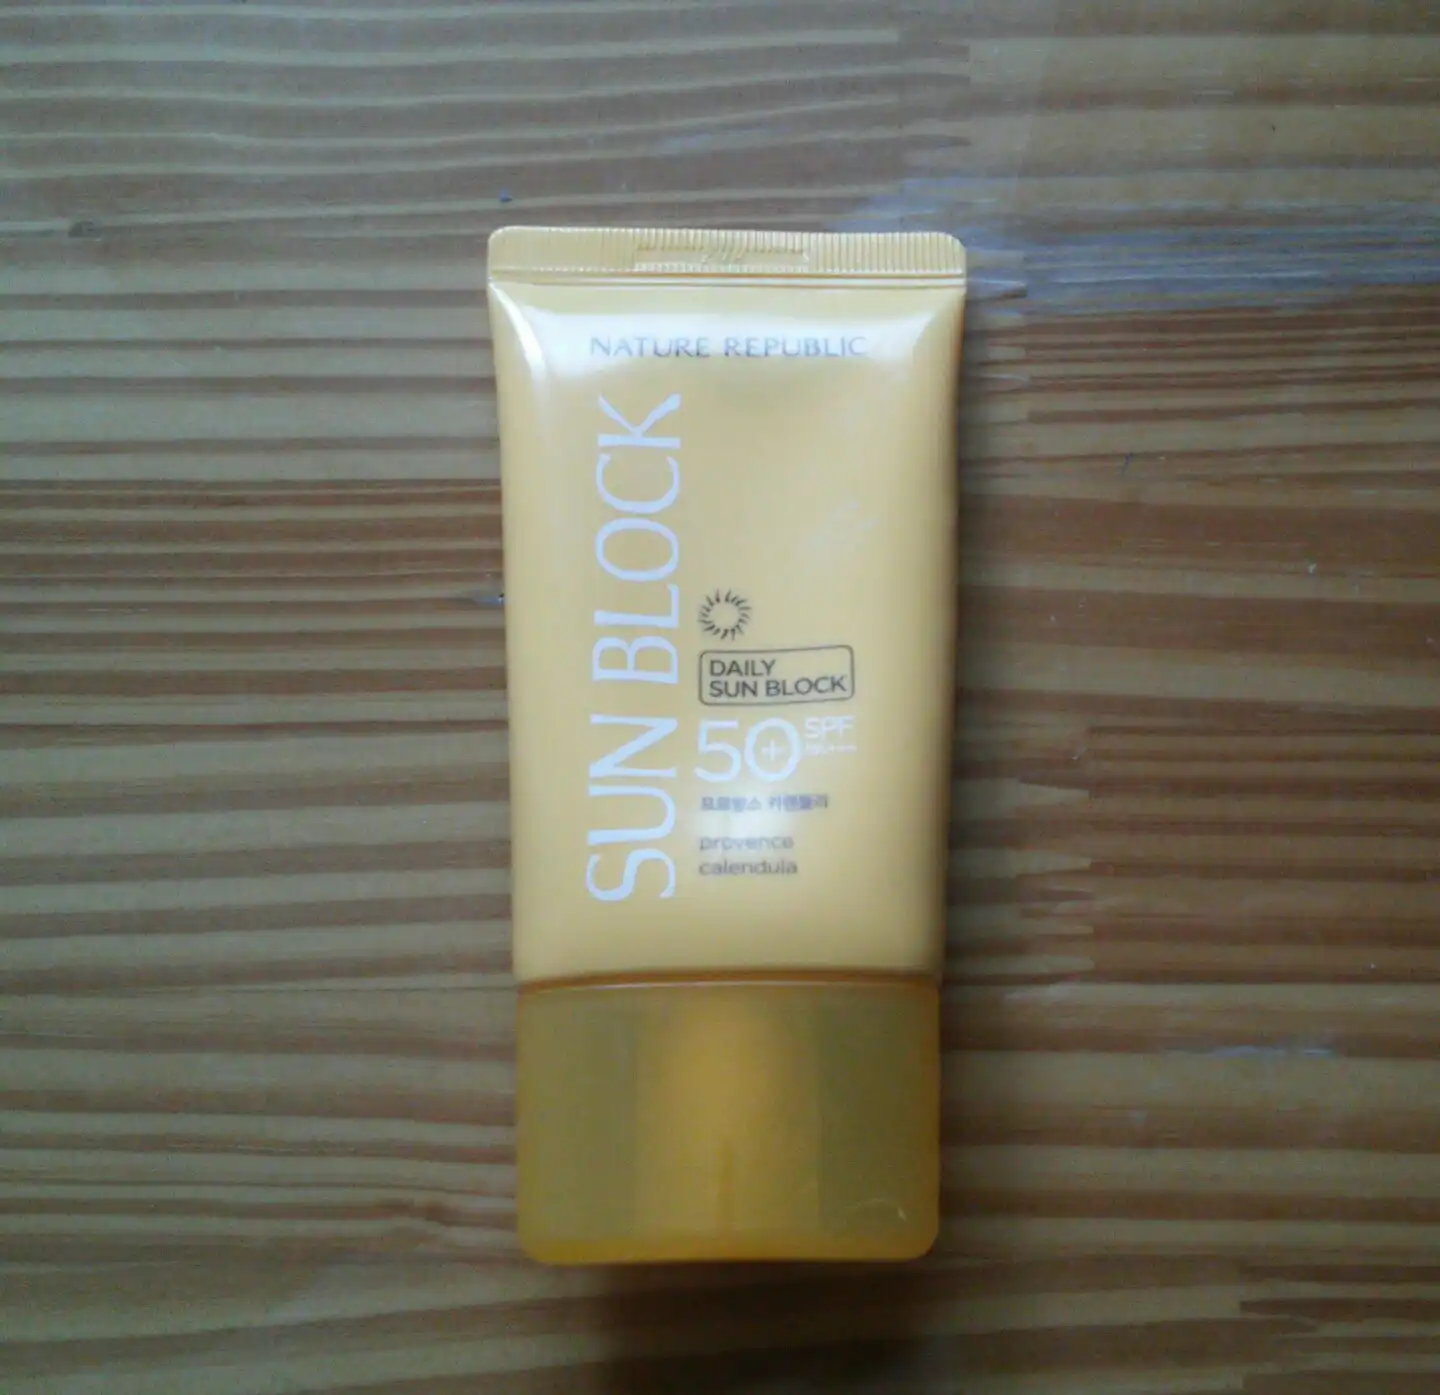 NATURE REPUBLIC
SUN BLOCK
DAILY
SUN BLOCK
50+ SPF
프로방스 카렌듈라
provence
calendula